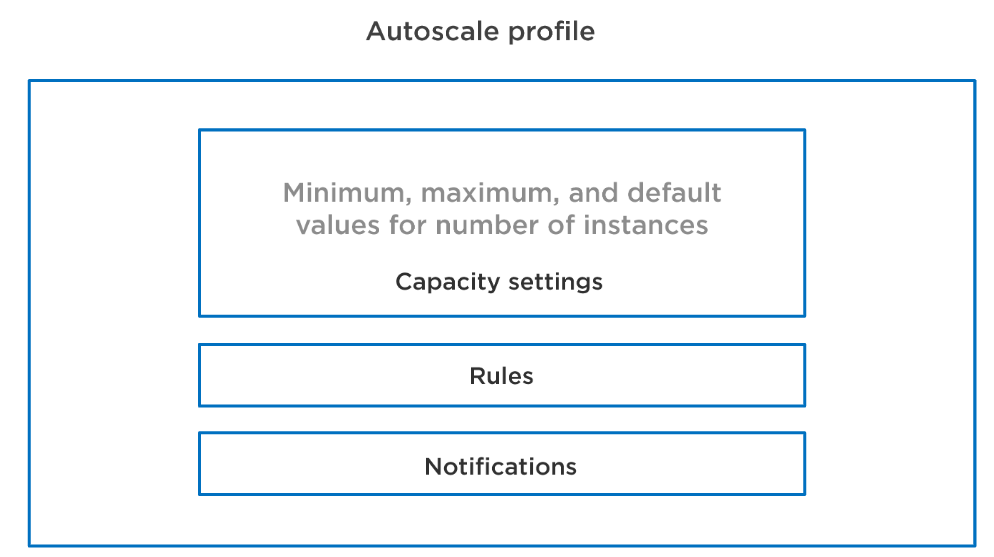 Autoscale profile
Minimum, maximum, and default
values for number of instances
Capacity settings
Rules
Notifications